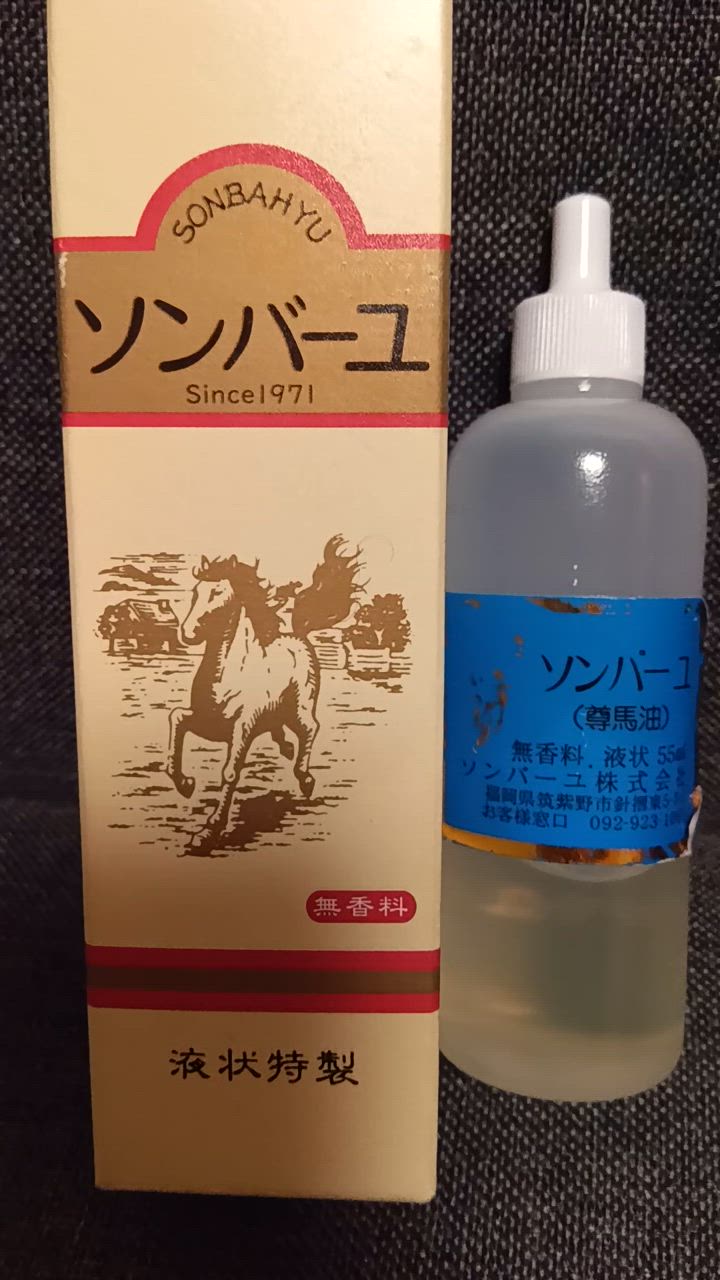 SONBAHYU
ソンバーユ
Since1971
無香料
液状特製
ソンバーユ
(尊馬油)
無香料. 液状 55ml
ソンバーユ株式会
福岡県筑紫野市針摺東5-
お客様窓口 092-923-1